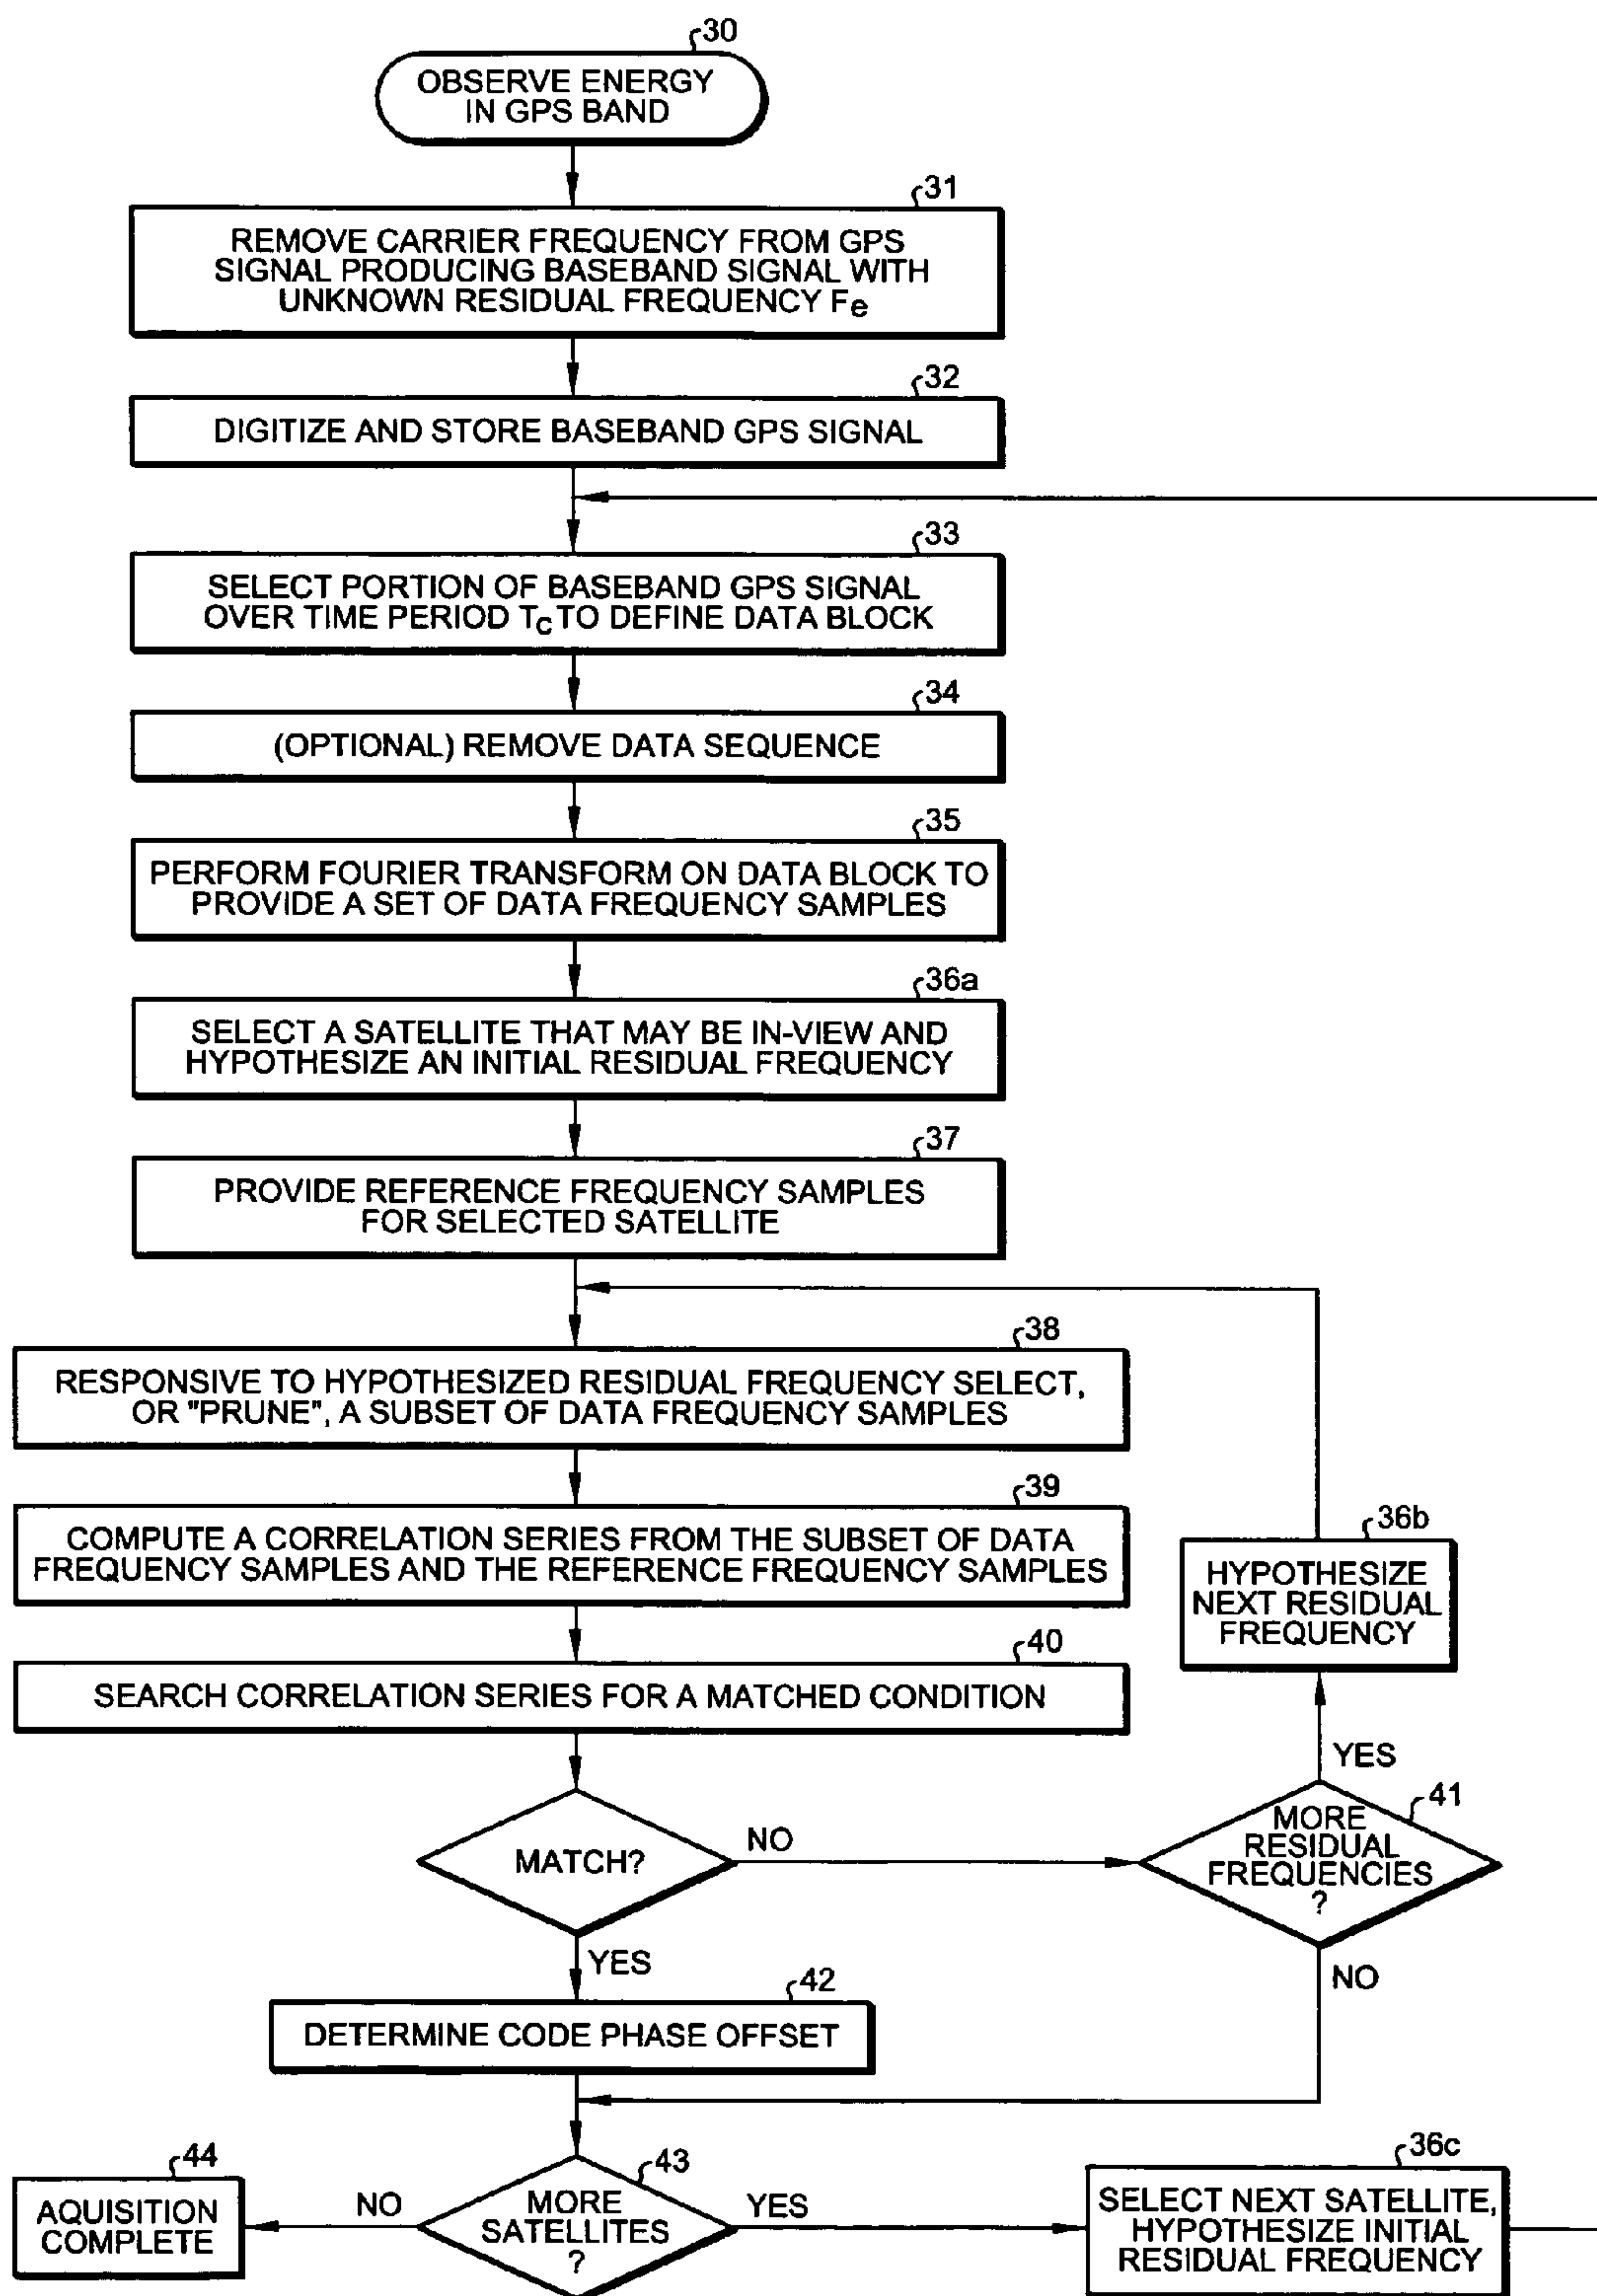 30
OBSERVE ENERGY
IN GPS BAND
31
REMOVE CARRIER FREQUENCY FROM GPS
SIGNAL PRODUCING BASEBAND SIGNAL WITH
UNKNOWN RESIDUAL FREQUENCY Fe
32
DIGITIZE AND STORE BASEBAND GPS SIGNAL
33
SELECT PORTION OF BASEBAND GPS SIGNAL
OVER TIME PERIOD Tc TO DEFINE DATA BLOCK
34
(OPTIONAL) REMOVE DATA SEQUENCE
35
PERFORM FOURIER TRANSFORM ON DATA BLOCK TO
PROVIDE A SET OF DATA FREQUENCY SAMPLES
36a
SELECT A SATELLITE THAT MAY BE IN-VIEW AND
HYPOTHESIZE AN INITIAL RESIDUAL FREQUENCY
37
PROVIDE REFERENCE FREQUENCY SAMPLES
FOR SELECTED SATELLITE
38
RESPONSIVE TO HYPOTHESIZED RESIDUAL FREQUENCY SELECT,
OR "PRUNE", A SUBSET OF DATA FREQUENCY SAMPLES
39
COMPUTE A CORRELATION SERIES FROM THE SUBSET OF DATA
FREQUENCY SAMPLES AND THE REFERENCE FREQUENCY SAMPLES
36b
HYPOTHESIZE
NEXT RESIDUAL
FREQUENCY
40
SEARCH CORRELATION SERIES FOR A MATCHED CONDITION
YES
41
MORE
RESIDUAL
FREQUENCIES
?
NO
MATCH?
YES
NO
42
DETERMINE CODE PHASE OFFSET
44
AQUISITION
COMPLETE
NO
43
MORE
SATELLITES
?
YES
36c
SELECT NEXT SATELLITE,
HYPOTHESIZE INITIAL
RESIDUAL FREQUENCY